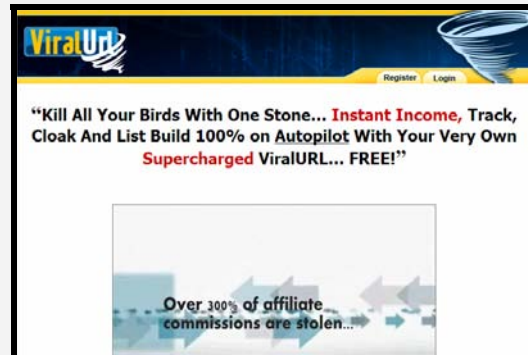 ViralUrl
Register Login
“Kill All Your Birds With One Stone... Instant Income, Track,
Cloak And List Build 100% on Autopilot With Your Very Own
Supercharged ViralURL... FREE!”
Over 300% of affiliate
commissions are stolen...